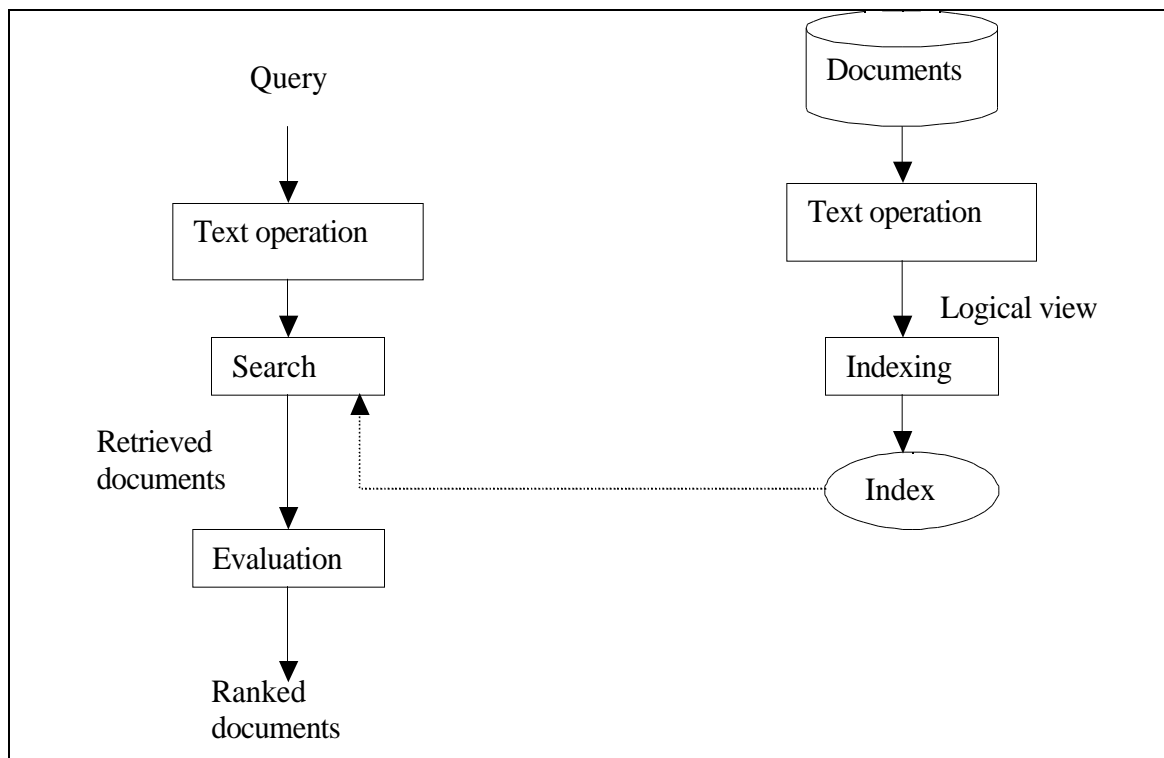 Query
Text operation
Search
Retrieved
documents
Evaluation
Ranked
documents
Documents
Text operation
Logical view
Indexing
Index